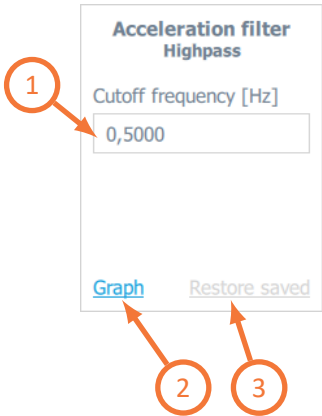 Acceleration filter
Highpass
1
Cutoff frequency [Hz]
0,5000
Graph
Restore saved
2
3